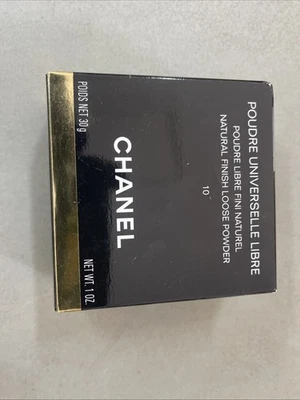 POUDRE UNIVERSELLE LIBRE
POUDRE LIBRE FINI NATUREL
NATURAL FINISH LOOSE POWDER
10
CHANEL
POIDS NET 30 g
NET WT. 1 OZ.